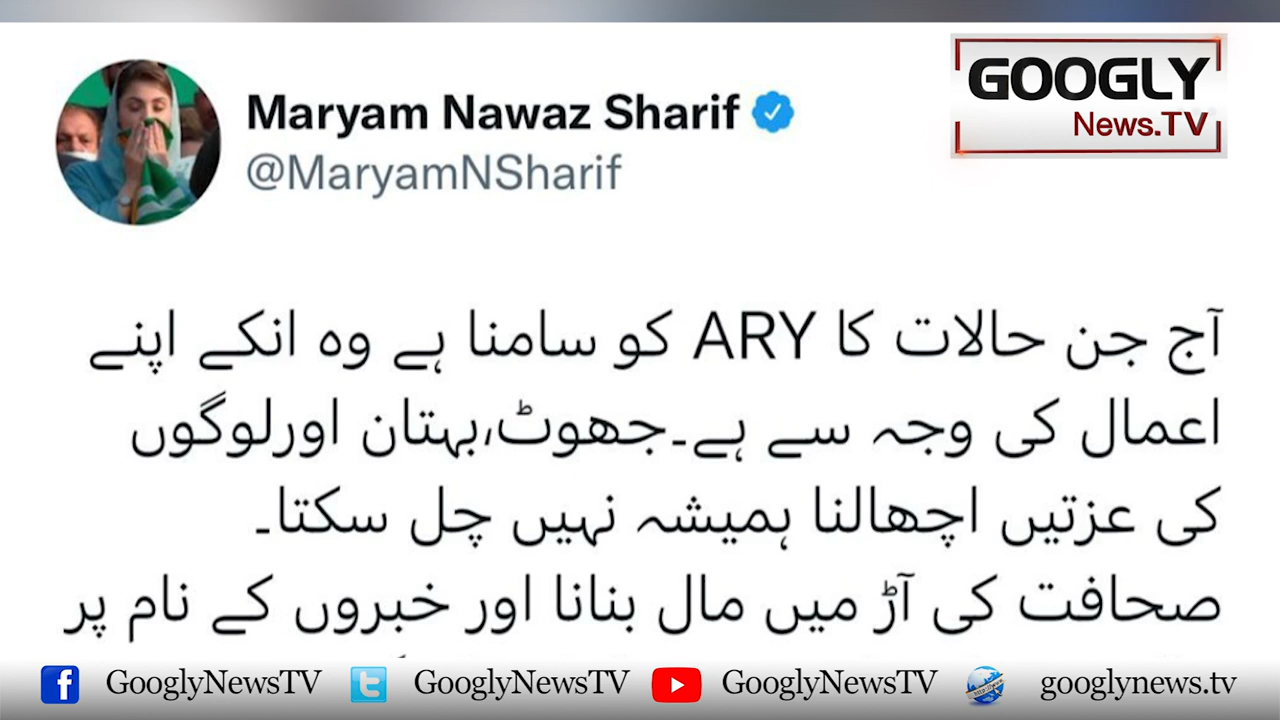 GOOGLY
News.TV
Maryam Nawaz Sharif
@MaryamNSharif
آج جن حالات کا ARY کو سامنا ہے وہ انکے اپنے
اعمال کی وجہ سے ہے۔جھوٹ،بہتان اورلوگوں
کی عزتیں اچھالنا ہمیشہ نہیں چل سکتا۔
صحافت کی آڑ میں مال بنانا اور خبروں کے نام پر
GooglyNewsTV GooglyNewsTV GooglyNewsTV googlynews.tv